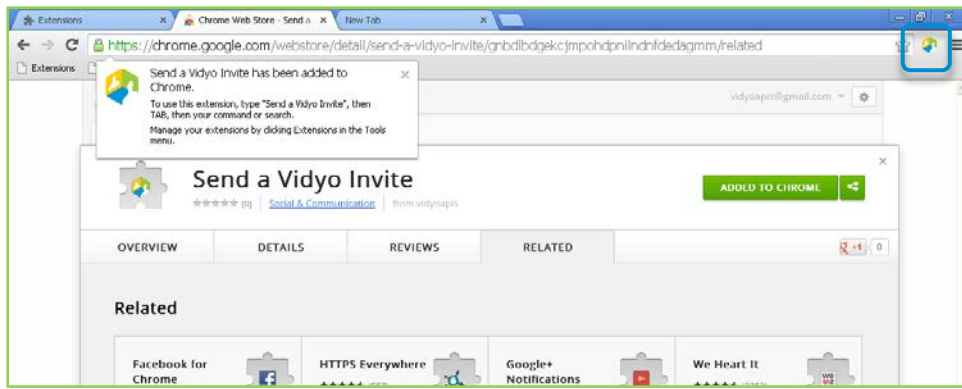 Extensions
Chrome Web Store - Send a
New Tab
https://chrome.google.com/webstore/detail/send-a-vidyo-invite/gnbdlbdgekcjmpohdpnlindnfdedagmm/related
Extensions
Send a Vidyo Invite has been added to
Chrome.
To use this extension, type "Send a Vidyo Invite", then
TAB, then your command or search.
Manage your extensions by clicking Extensions in the Tools
menu.
vidyoapis@gmail.com
Send a Vidyo Invite
ADDED TO CHROME
(0) Social & Communication from vidyoapis
OVERVIEW DETAILS REVIEWS RELATED
+1 0
Related
Facebook for
Chrome
HTTPS Everywhere
Google+
Notifications
We Heart It